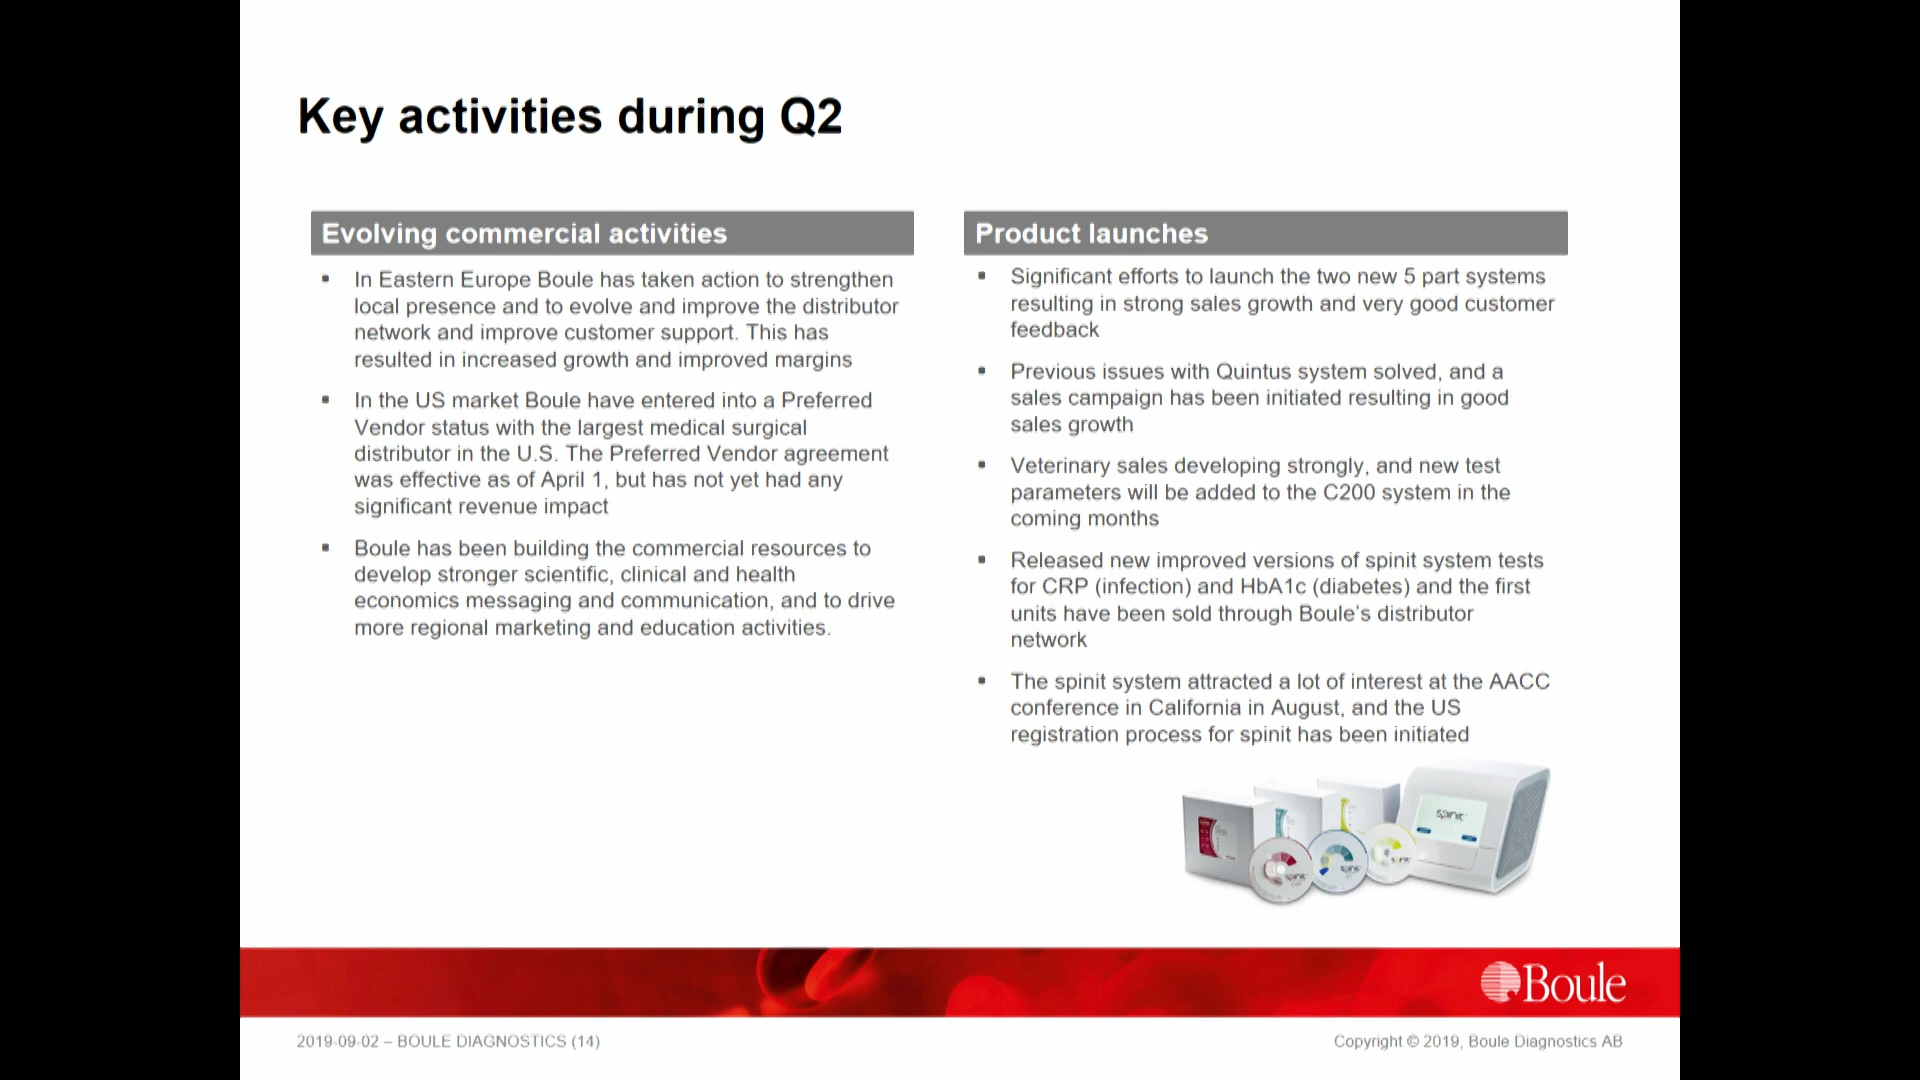 Key activities during Q2
Evolving commercial activities
▪ In Eastern Europe Boule has taken action to strengthen
local presence and to evolve and improve the distributor
network and improve customer support. This has
resulted in increased growth and improved margins
▪ In the US market Boule have entered into a Preferred
Vendor status with the largest medical surgical
distributor in the U.S. The Preferred Vendor agreement
was effective as of April 1, but has not yet had any
significant revenue impact
▪ Boule has been building the commercial resources to
develop stronger scientific, clinical and health
economics messaging and communication, and to drive
more regional marketing and education activities.
Product launches
▪ Significant efforts to launch the two new 5 part systems
resulting in strong sales growth and very good customer
feedback
▪ Previous issues with Quintus system solved, and a
sales campaign has been initiated resulting in good
sales growth
▪ Veterinary sales developing strongly, and new test
parameters will be added to the C200 system in the
coming months
▪ Released new improved versions of spinit system tests
for CRP (infection) and HbA1c (diabetes) and the first
units have been sold through Boule's distributor
network
▪ The spinit system attracted a lot of interest at the AACC
conference in California in August, and the US
registration process for spinit has been initiated
spinit
spinit
spinit
spinit
Boule
2019-09-02 – BOULE DIAGNOSTICS (14)
Copyright © 2019, Boule Diagnostics AB